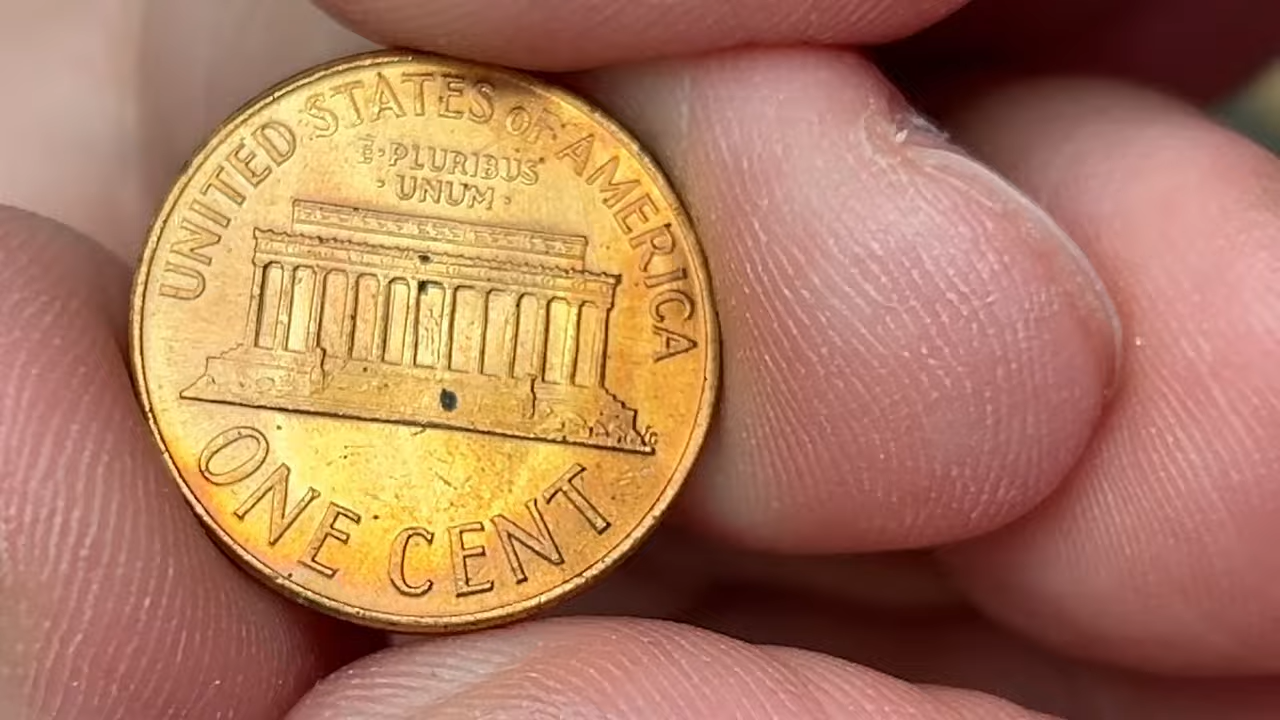 UNITED STATES OF AMERICA
E·PLURIBUS
·UNUM·
ONE CENT